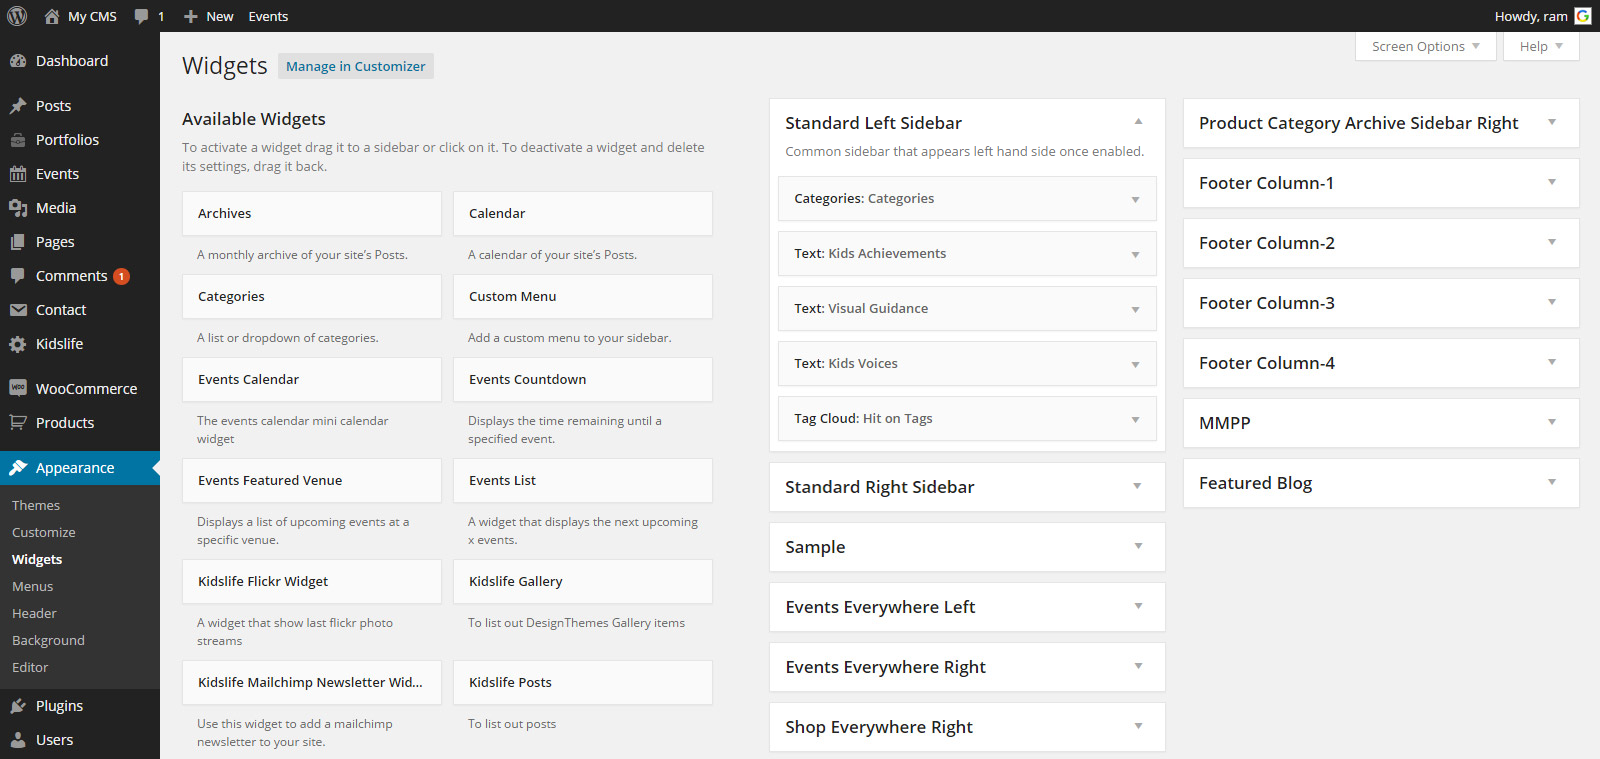 My CMS
1
New
Events
Howdy, ram
Dashboard
Posts
Portfolios
Events
Media
Pages
Comments 1
Contact
Kidslife
WOO
WooCommerce
Products
Appearance
Themes
Customize
Widgets
Menus
Header
Background
Editor
Plugins
Users
Screen Options
Help
Widgets
Manage in Customizer
Available Widgets
To activate a widget drag it to a sidebar or click on it. To deactivate a widget and delete
its settings, drag it back.
Archives
A monthly archive of your site’s Posts.
Calendar
A calendar of your site’s Posts.
Categories
A list or dropdown of categories.
Custom Menu
Add a custom menu to your sidebar.
Events Calendar
The events calendar mini calendar
widget
Events Countdown
Displays the time remaining until a
specified event.
Events Featured Venue
Displays a list of upcoming events at a
specific venue.
Events List
A widget that displays the next upcoming
x events.
Kidslife Flickr Widget
A widget that show last flickr photo
streams
Kidslife Gallery
To list out DesignThemes Gallery items
Kidslife Mailchimp Newsletter Wid...
Use this widget to add a mailchimp
newsletter to your site.
Kidslife Posts
To list out posts
Standard Left Sidebar
Common sidebar that appears left hand side once enabled.
Categories: Categories
Text: Kids Achievements
Text: Visual Guidance
Text: Kids Voices
Tag Cloud: Hit on Tags
Standard Right Sidebar
Sample
Events Everywhere Left
Events Everywhere Right
Shop Everywhere Right
Product Category Archive Sidebar Right
Footer Column-1
Footer Column-2
Footer Column-3
Footer Column-4
MMPP
Featured Blog